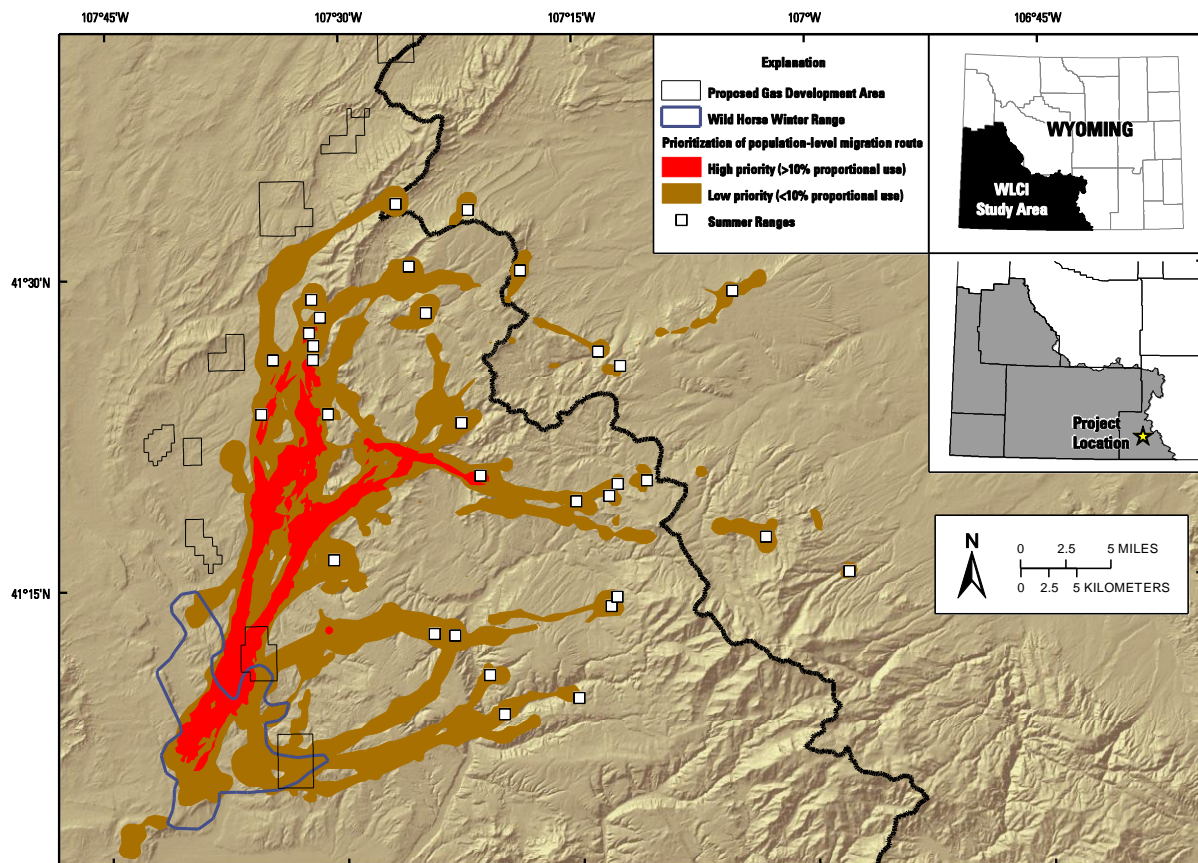 107°45'W 107°30'W 107°15'W 107°W 106°45'W
Explanation
Proposed Gas Development Area
Wild Horse Winter Range
Prioritization of population-level migration route
High priority (>10% proportional use)
Low priority (<10% proportional use)
Summer Ranges
WYOMING
WLCI
Study Area
41°30'N
Project
Location
N
0 2.5 5 MILES
0 2.5 5 KILOMETERS
41°15'N